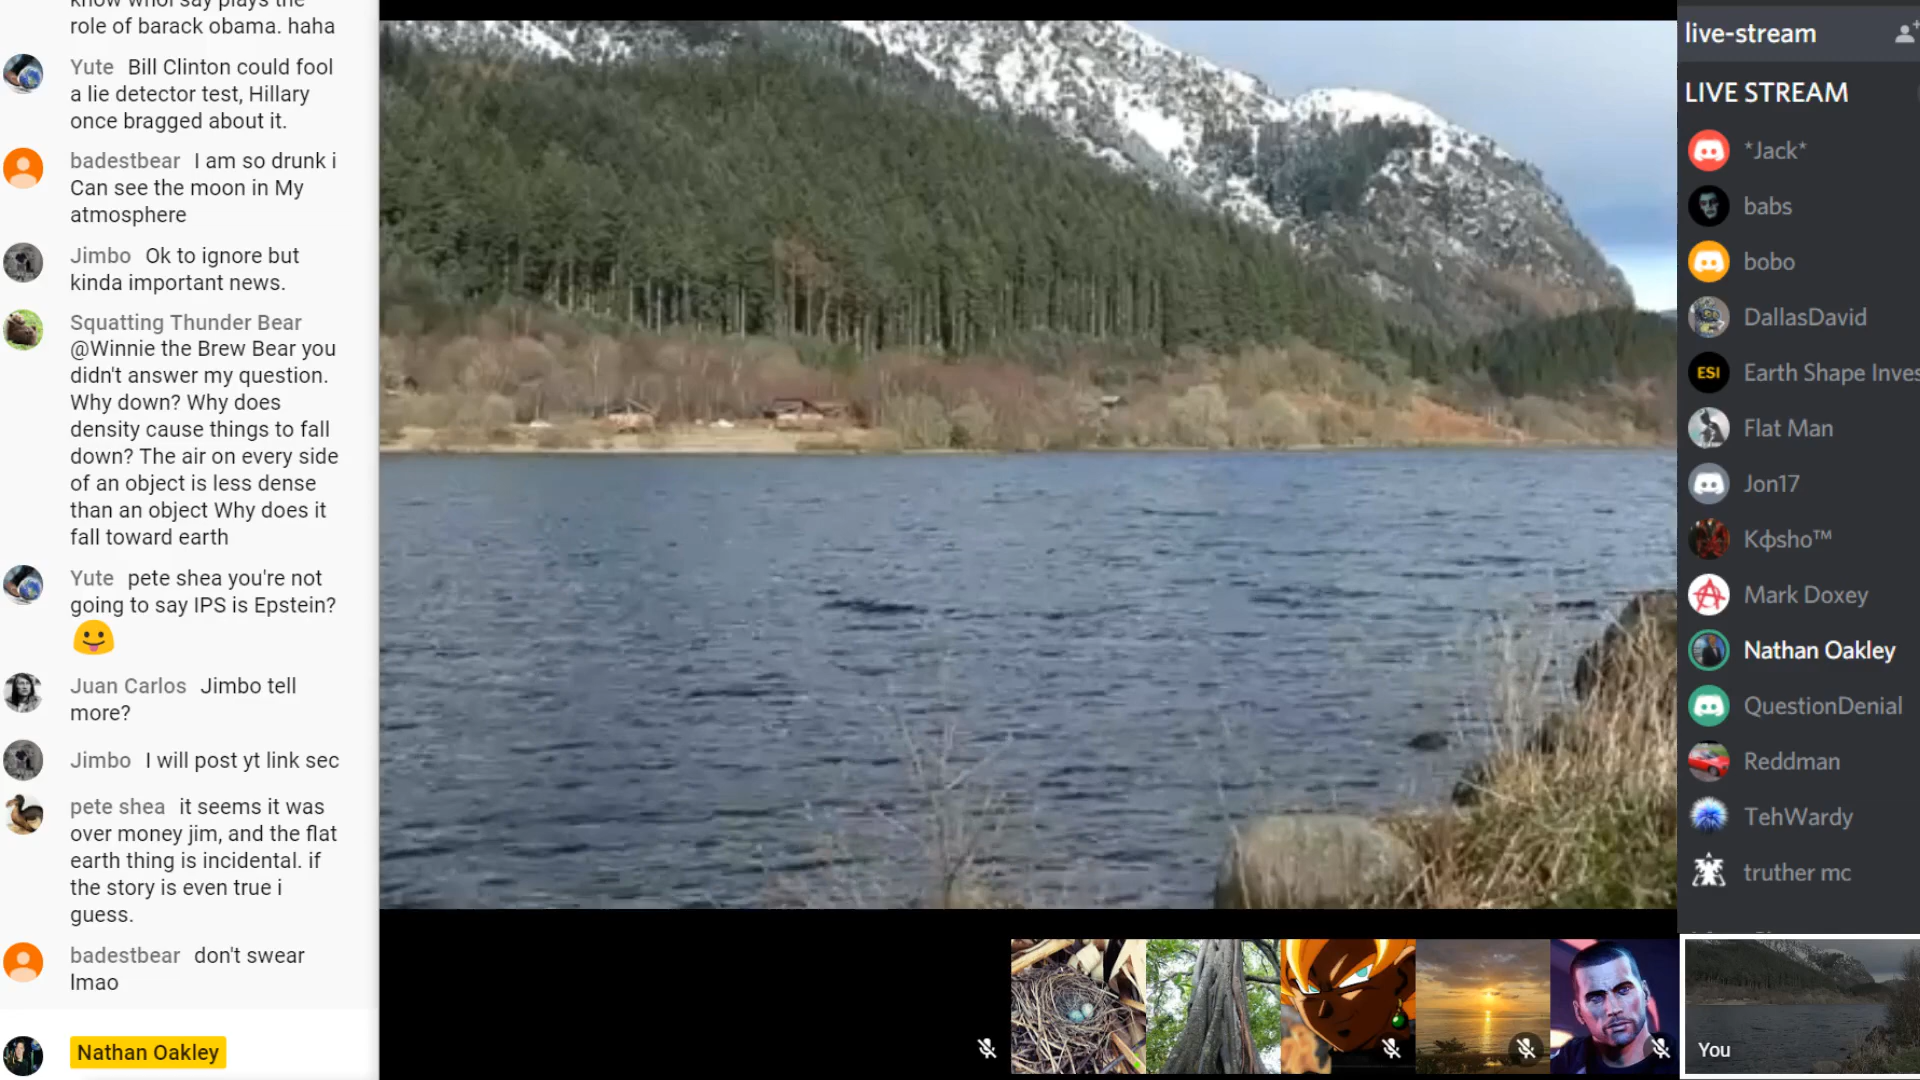 know whoi say plays the
role of barack obama. haha
Yute Bill Clinton could fool
a lie detector test, Hillary
once bragged about it.
badestbear I am so drunk i
Can see the moon in My
atmosphere
Jimbo Ok to ignore but
kinda important news.
Squatting Thunder Bear
@Winnie the Brew Bear you
didn't answer my question.
Why down? Why does
density cause things to fall
down? The air on every side
of an object is less dense
than an object Why does it
fall toward earth
Yute pete shea you're not
going to say IPS is Epstein?
Juan Carlos Jimbo tell
more?
Jimbo I will post yt link sec
pete shea it seems it was
over money jim, and the flat
earth thing is incidental. if
the story is even true i
guess.
badestbear don't swear
lmao
Nathan Oakley
live-stream
LIVE STREAM
*Jack*
babs
bobo
DallasDavid
ESI Earth Shape Inves
Flat Man
Jon17
Kфsho™
Mark Doxey
Nathan Oakley
QuestionDenial
Reddman
TehWardy
truther mc
You